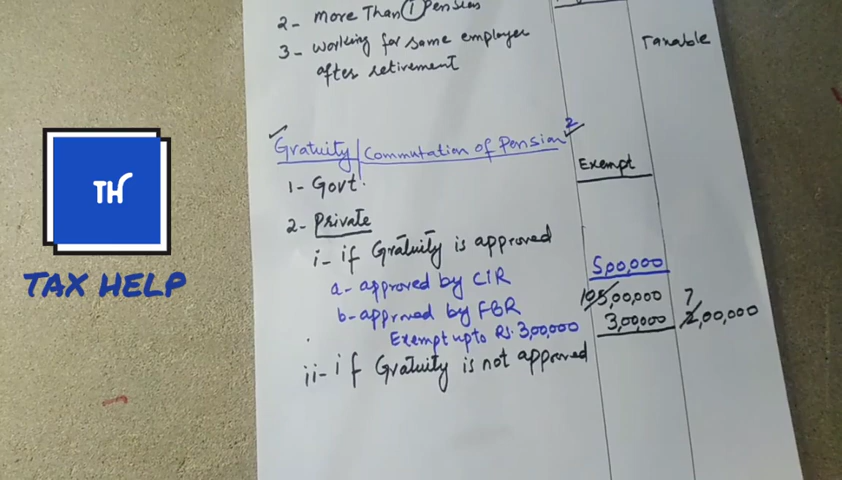 2- More Than 1 Pension
3- Working for same employer
after retirement
Taxable
Gratuity | Commutation of Pension 2
Exempt
1- Govt.
2- Private
i- if Gratuity is approved
a- approved by CIR
5,00,000
b- approved by FBR
105,00,000 7
Exempt upto Rs. 3,00,000
3,00,000 2,00,000
ii- if Gratuity is not approved
TH
TAX HELP